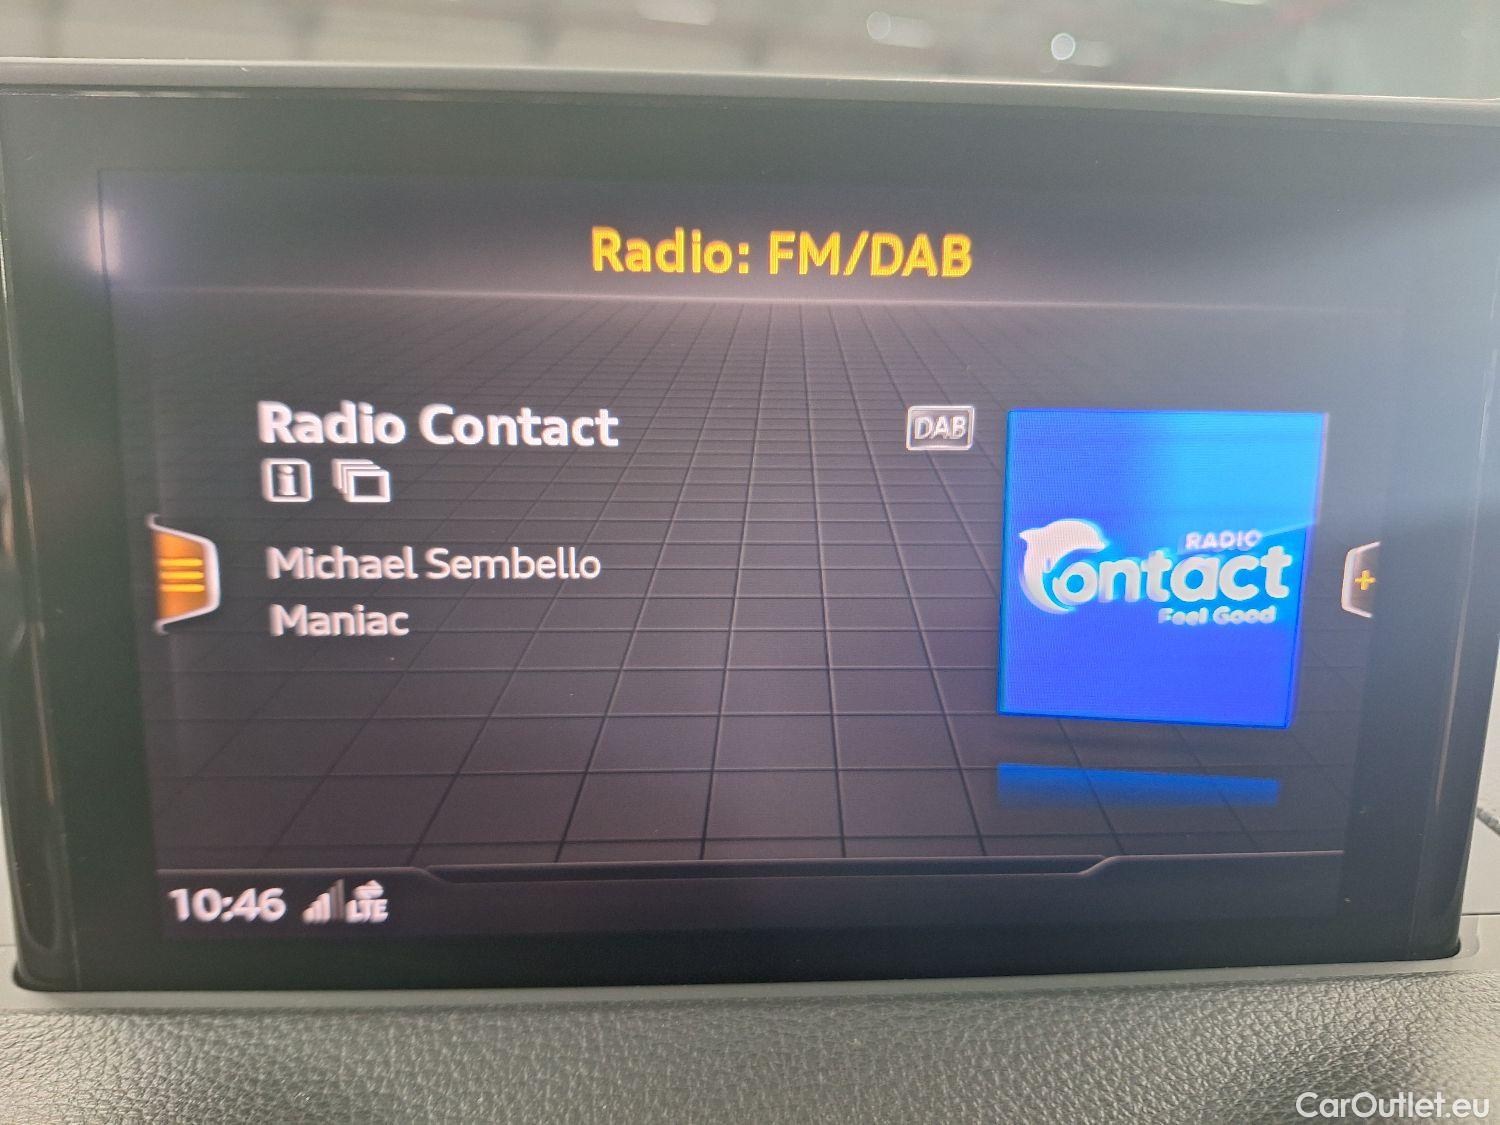 Radio: FM/DAB
Radio Contact
DAB
Michael Sembello
Maniac
RADIO
Contact
Feel Good
10:46 LTE
CarOutlet.eu